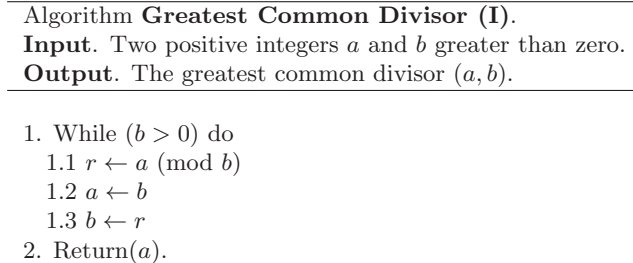 Algorithm Greatest Common Divisor (I).
Input. Two positive integers a and b greater than zero.
Output. The greatest common divisor (a, b).
1. While (b > 0) do
1.1 r ← a (mod b)
1.2 a ← b
1.3 b ← r
2. Return(a).